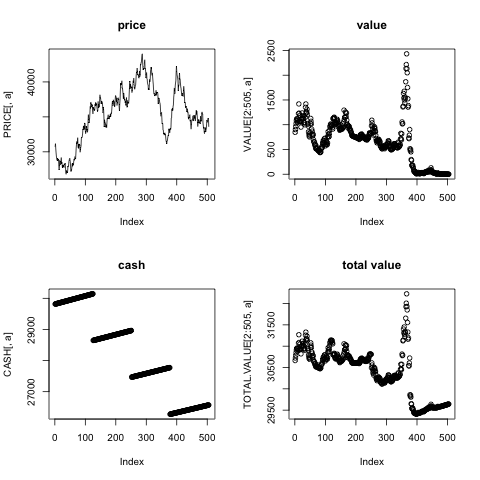 price
PRICE[, a]
30000 40000
0 100 200 300 400 500
Index
value
VALUE[2:505, a]
0 500 1500 2500
0 100 200 300 400 500
Index
cash
CASH[, a]
27000 29000
0 100 200 300 400 500
Index
total value
TOTAL.VALUE[2:505, a]
29500 30500 31500
0 100 200 300 400 500
Index